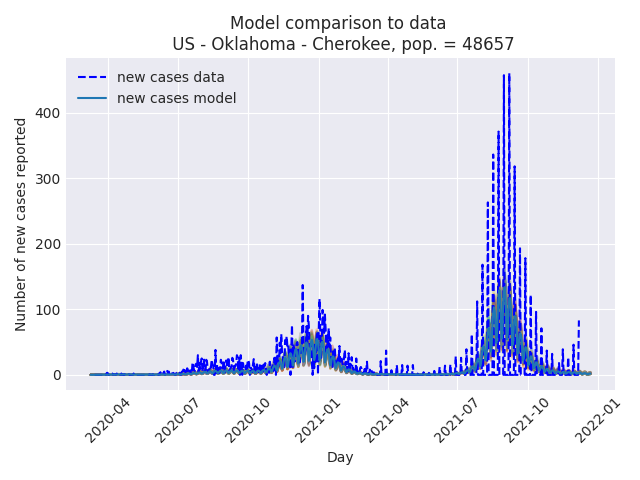 Model comparison to data
US - Oklahoma - Cherokee, pop. = 48657
new cases data
new cases model
Number of new cases reported
400
300
200
100
0
2020-04
2020-07
2020-10
2021-01
2021-04
2021-07
2021-10
2022-01
Day